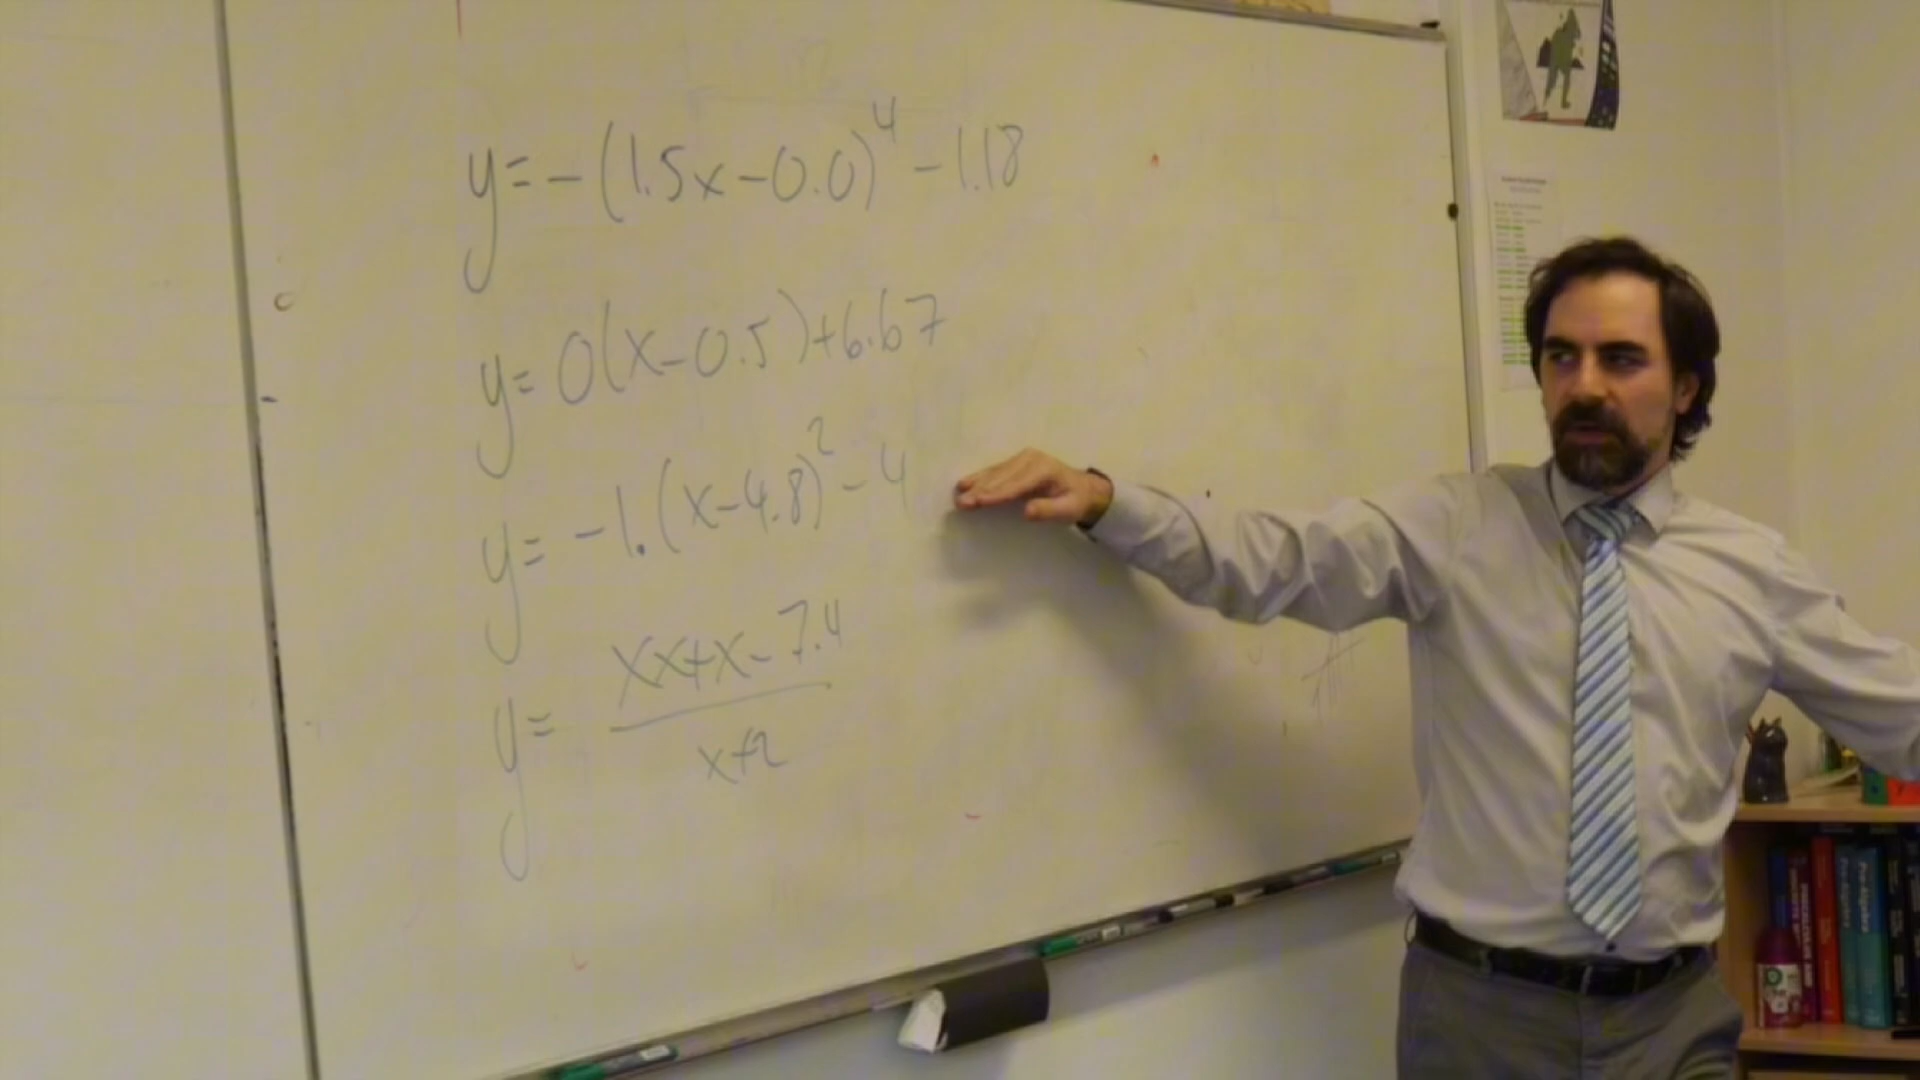 y=-(1.5x-0.0)⁴-1.18
y=0(x-0.5)+6.67
y=-1.(x-4.8)²-4
y=
xx+x-7.4
x+2